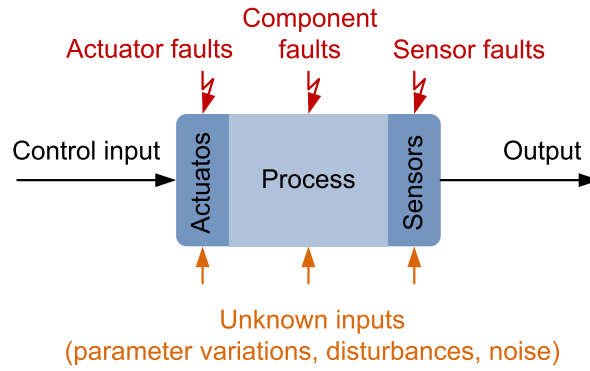 Component
Actuator faults
faults
Sensor faults
Control input
Actuatos
Process
Sensors
Output
Unknown inputs
(parameter variations, disturbances, noise)